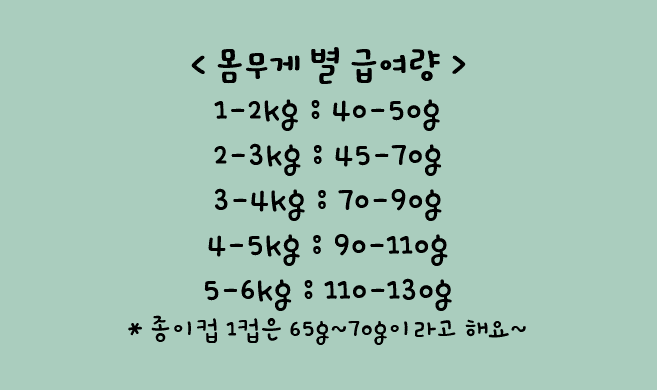 < 몸무게 별 급여량 >
1-2kg : 40-50g
2-3kg : 45-70g
3-4kg : 70-90g
4-5kg : 90-110g
5-6kg : 110-130g
* 종이컵 1컵은 65g~70g이라고 해요~